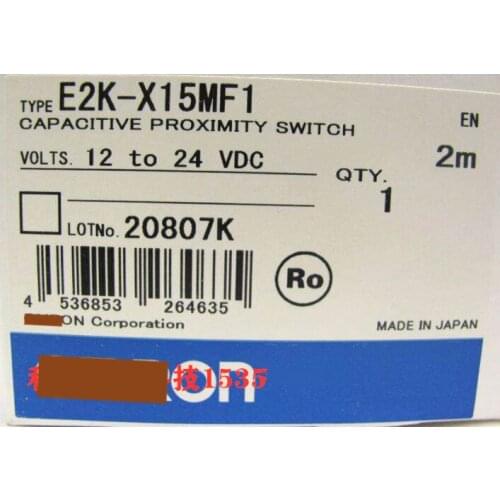 TYPE E2K-X15MF1
CAPACITIVE PROXIMITY SWITCH EN
VOLTS. 12 to 24 VDC 2m
QTY. 1
LOTNo. 20807K
Ro
4 536853 264635
ON Corporation
MADE IN JAPAN
RON
技1535